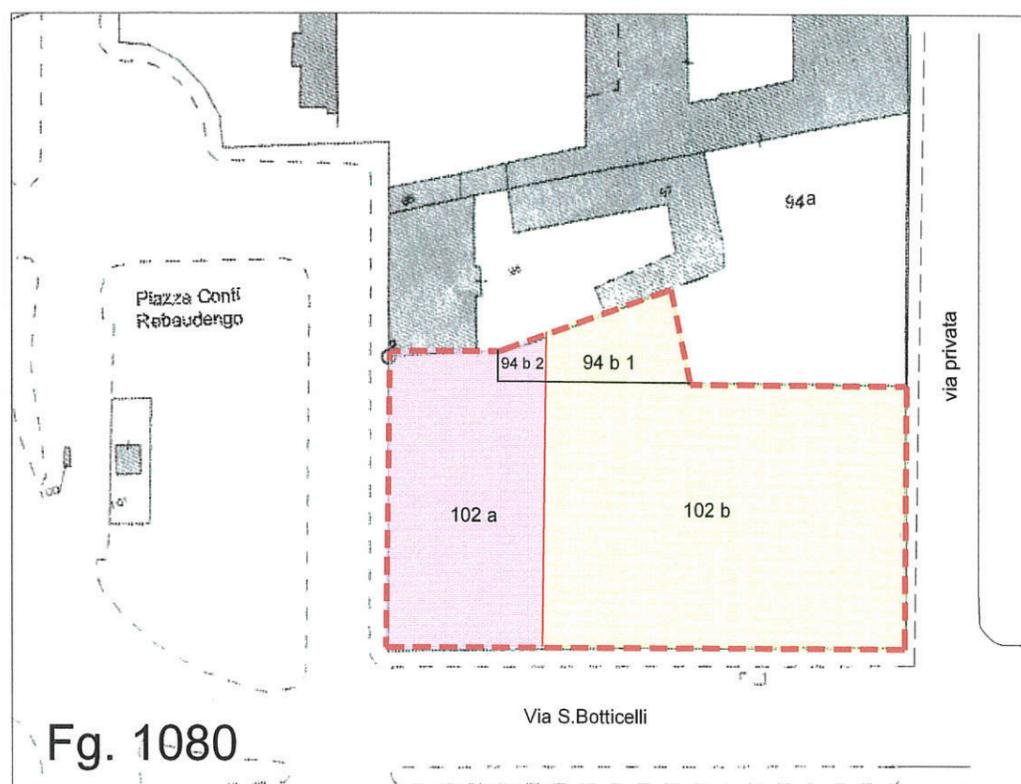 94a
Piazza Conti
Rebaudengo
via privata
94 b 2
94 b 1
102 a
102 b
Via S.Botticelli
Fg. 1080